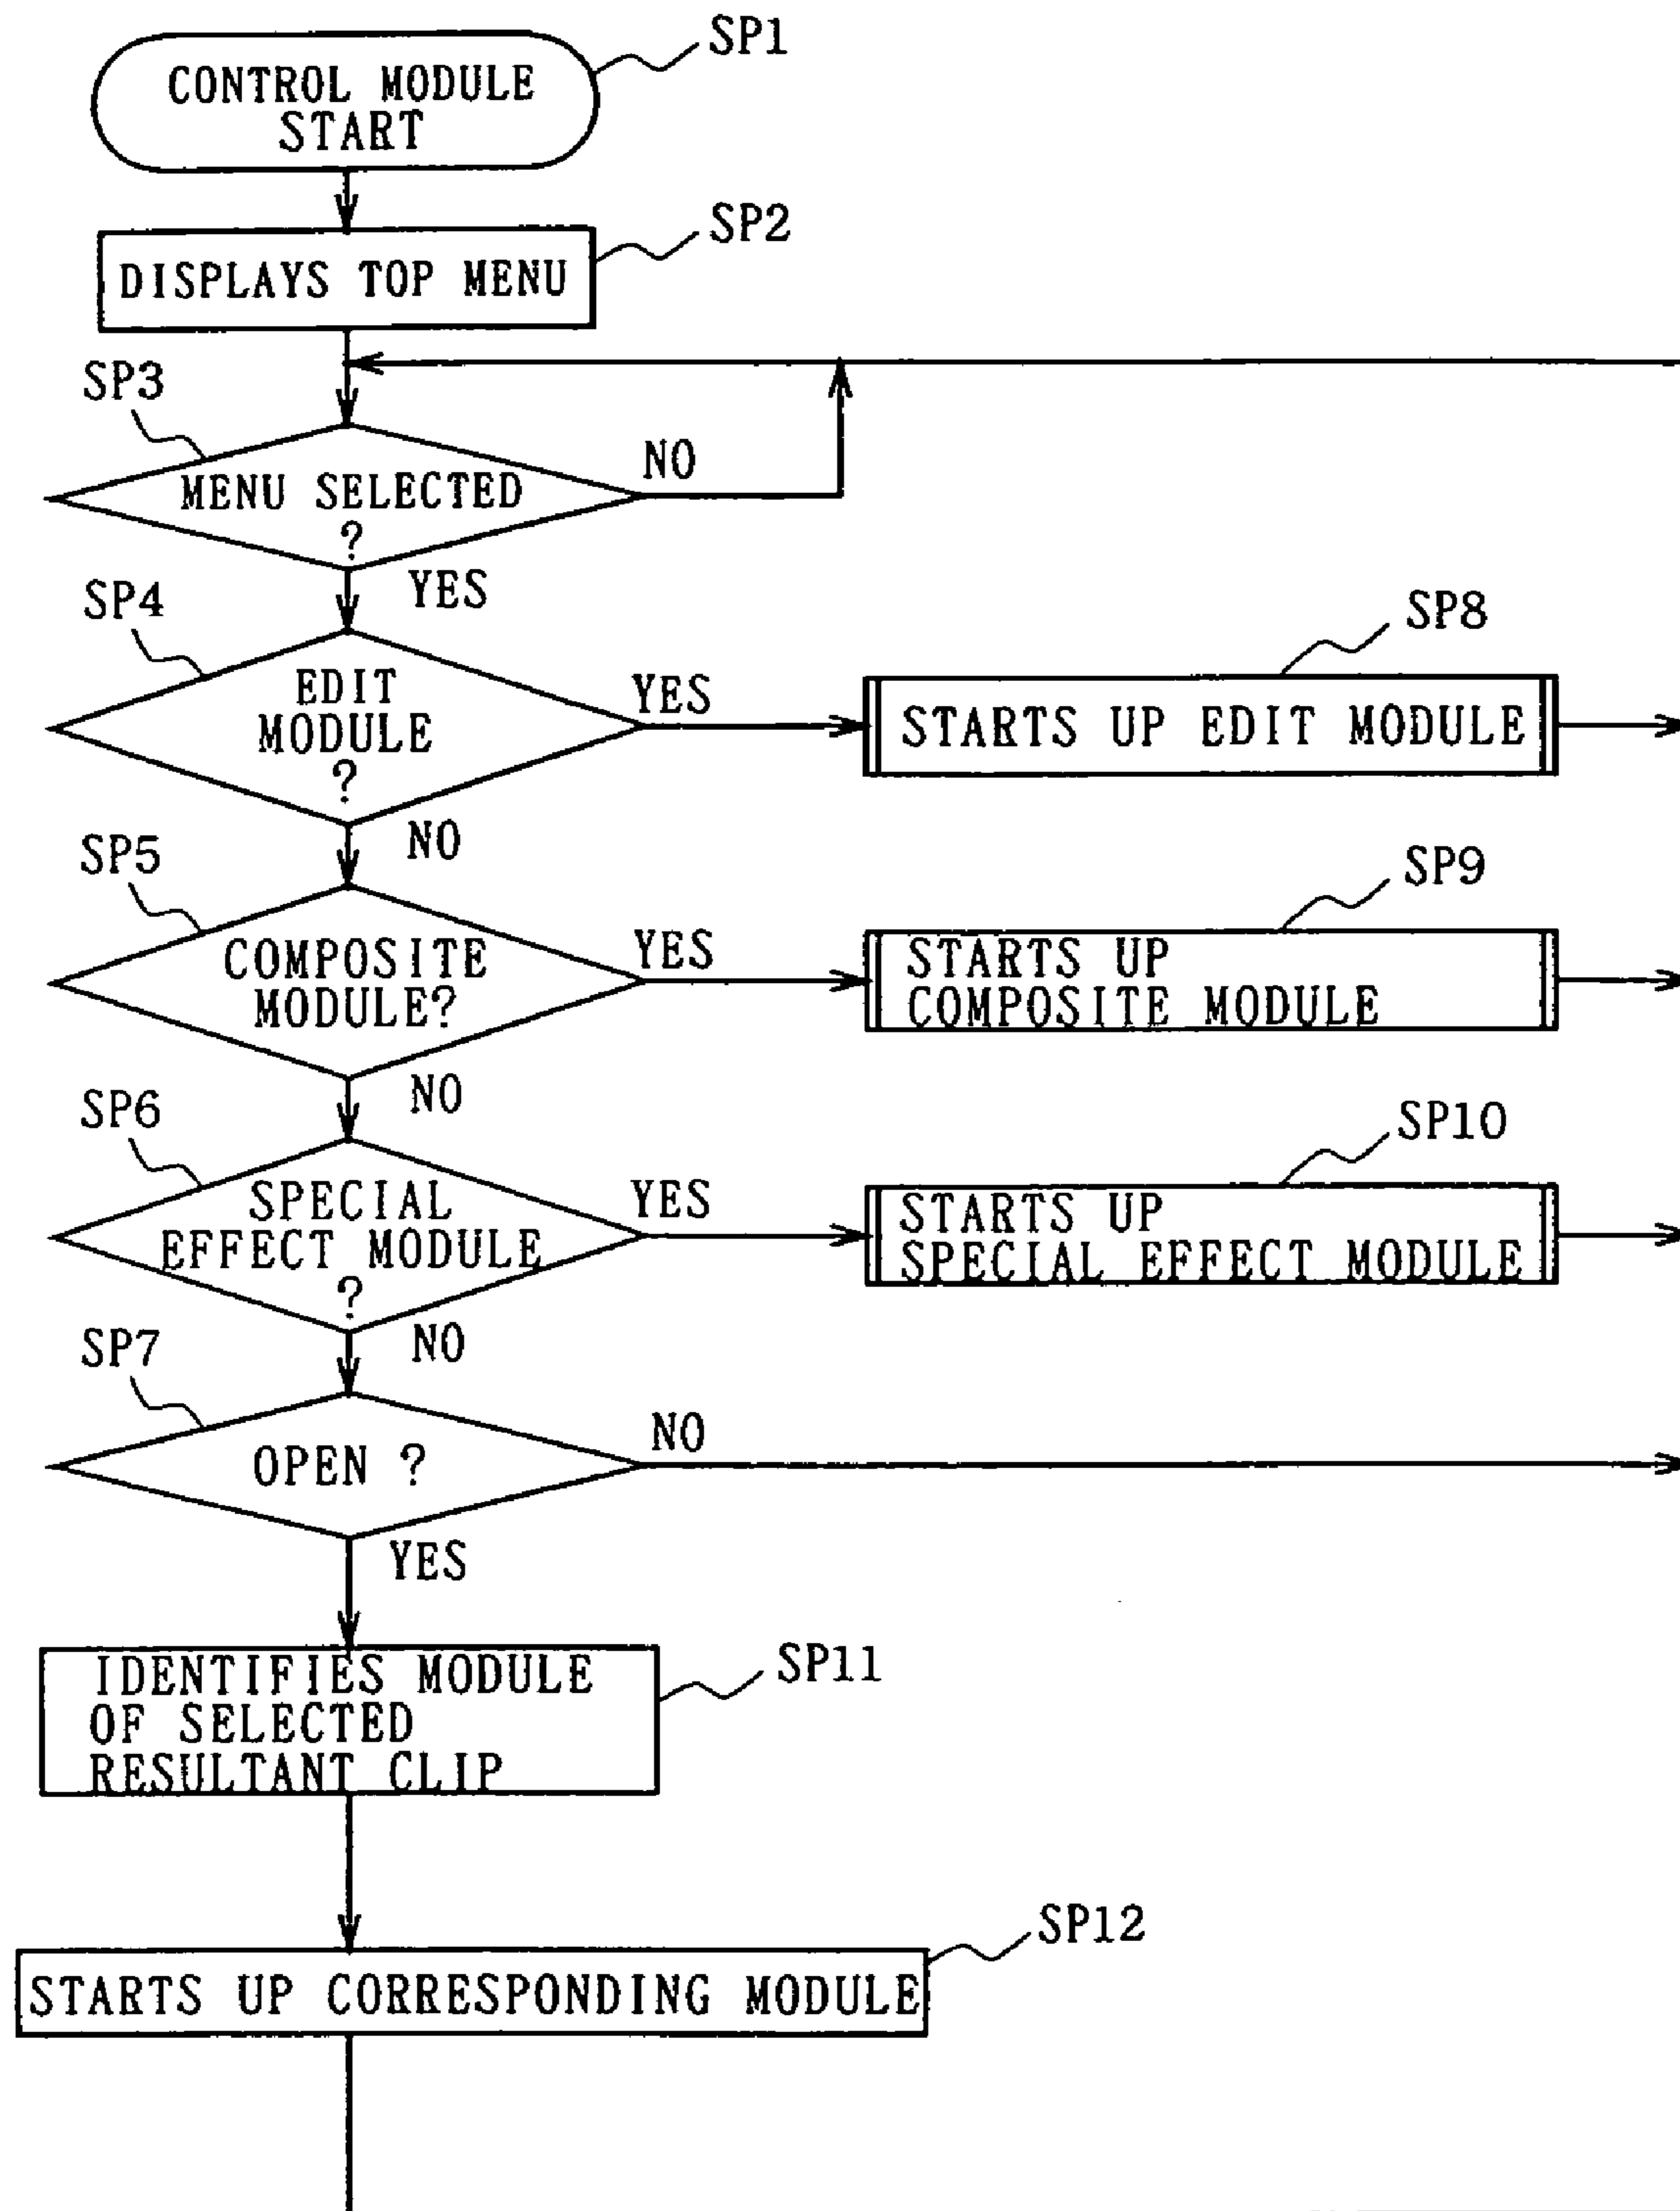 SP1
CONTROL MODULE
START
SP2
DISPLAYS TOP MENU
SP3
MENU SELECTED
?
NO
YES
SP4
EDIT
MODULE
?
YES
SP8
STARTS UP EDIT MODULE
NO
SP5
COMPOSITE
MODULE?
YES
SP9
STARTS UP
COMPOSITE MODULE
NO
SP6
SPECIAL
EFFECT MODULE
?
YES
SP10
STARTS UP
SPECIAL EFFECT MODULE
NO
SP7
OPEN ?
NO
YES
SP11
IDENTIFIES MODULE
OF SELECTED
RESULTANT CLIP
SP12
STARTS UP CORRESPONDING MODULE